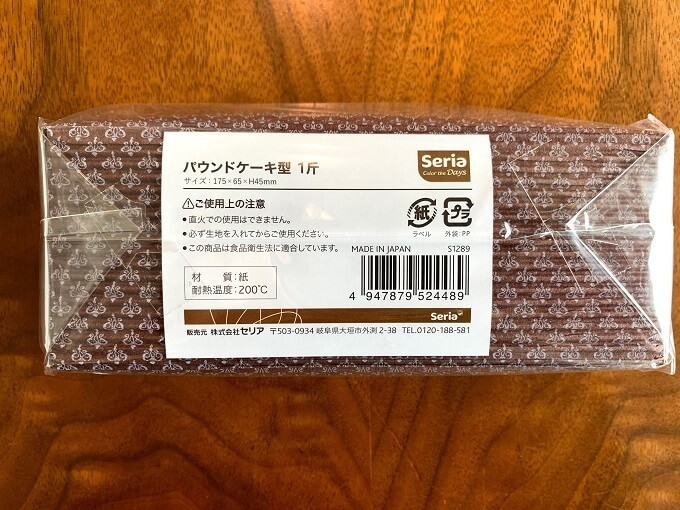 パウンドケーキ型 1斤
サイズ:175×65×H45mm
Seria
Color the Days
⚠ご使用上の注意
●直火での使用はできません。
●必ず生地を入れてからご使用ください。
●この商品は食品衛生法に適合しています。
紙
ラベル
プラ
外袋:PP
MADE IN JAPAN
S1289
材 質:紙
耐熱温度:200℃
4 947879 524489
Seria
販売元 株式会社セリア 〒503-0934 岐阜県大垣市外渕2-38 TEL.0120-188-581